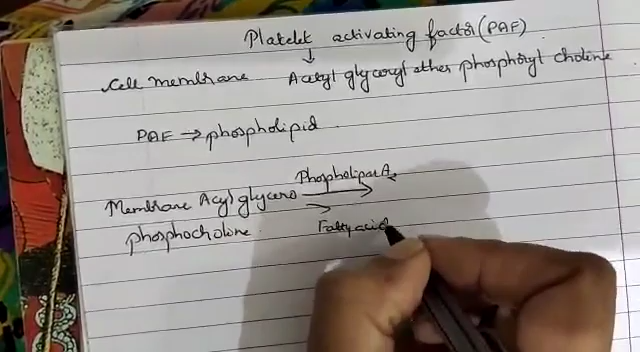 Platelet activating factor (PAF)
↓
Cell membrane Acetyl glyceryl ether phosphoryl choline
PAF → phospholipid
Phospholipase A₂
Membrane Acyl glycero →
phosphocholine Fatty acid